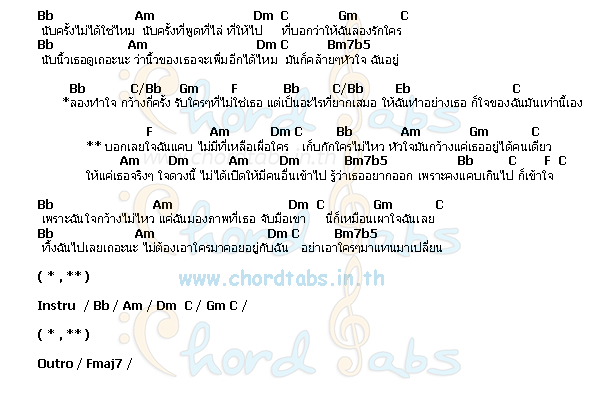 Bb Am Dm C Gm C
นับครั้งไม่ได้ใช่ไหม นับครั้งที่พูดที่ไล่ ที่ให้ไป ที่บอกว่าให้ฉันลองรักใคร
Bb Am Dm C Bm7b5
นับนิ้วเธอดูเถอะนะ ว่านิ้วของเธอจะเพิ่มอีกได้ไหม มันก็คล้ายๆหัวใจ ฉันอยู่
Bb C/Bb Gm F Bb C/Bb Eb C
*ลองทำใจ กว้างกี่ครั้ง รับใครๆที่ไม่ใช่เธอ แต่เป็นอะไรที่ยากเสมอ ให้ฉันทำอย่างเธอ ก็ใจของฉันมันเท่านี้เอง
F Am Dm C Bb Am Gm C
** บอกเลยใจฉันแคบ ไม่มีที่เหลือเผื่อใคร เก็บกักใครไม่ไหว หัวใจมันกว้างแค่เธออยู่ได้คนเดียว
Am Dm Am Dm Bm7b5 Bb C F C
ให้แค่เธอจริงๆ ใจดวงนี้ ไม่ได้เปิดให้มีคนอื่นเข้าไป รู้ว่าเธออยากออก เพราะคงแคบเกินไป ก็เข้าใจ
www.chordtabs.in.th
Bb Am Dm C Gm C
เพราะฉันใจกว้างไม่ไหว แค่ฉันมองภาพที่เธอ จับมือเขา นี่ก็เหมือนเผาใจฉันเลย
Bb Am Dm C Bm7b5
ทิ้งฉันไปเลยเถอะนะ ไม่ต้องเอาใครมาคอยอยู่กับฉัน อย่าเอาใครๆมาแทนมาเปลี่ยน
( * , ** )
www.chordtabs.in.th
Instru / Bb / Am / Dm C / Gm C /
( * , ** )
Chord Tabs
Outro / Fmaj7 /